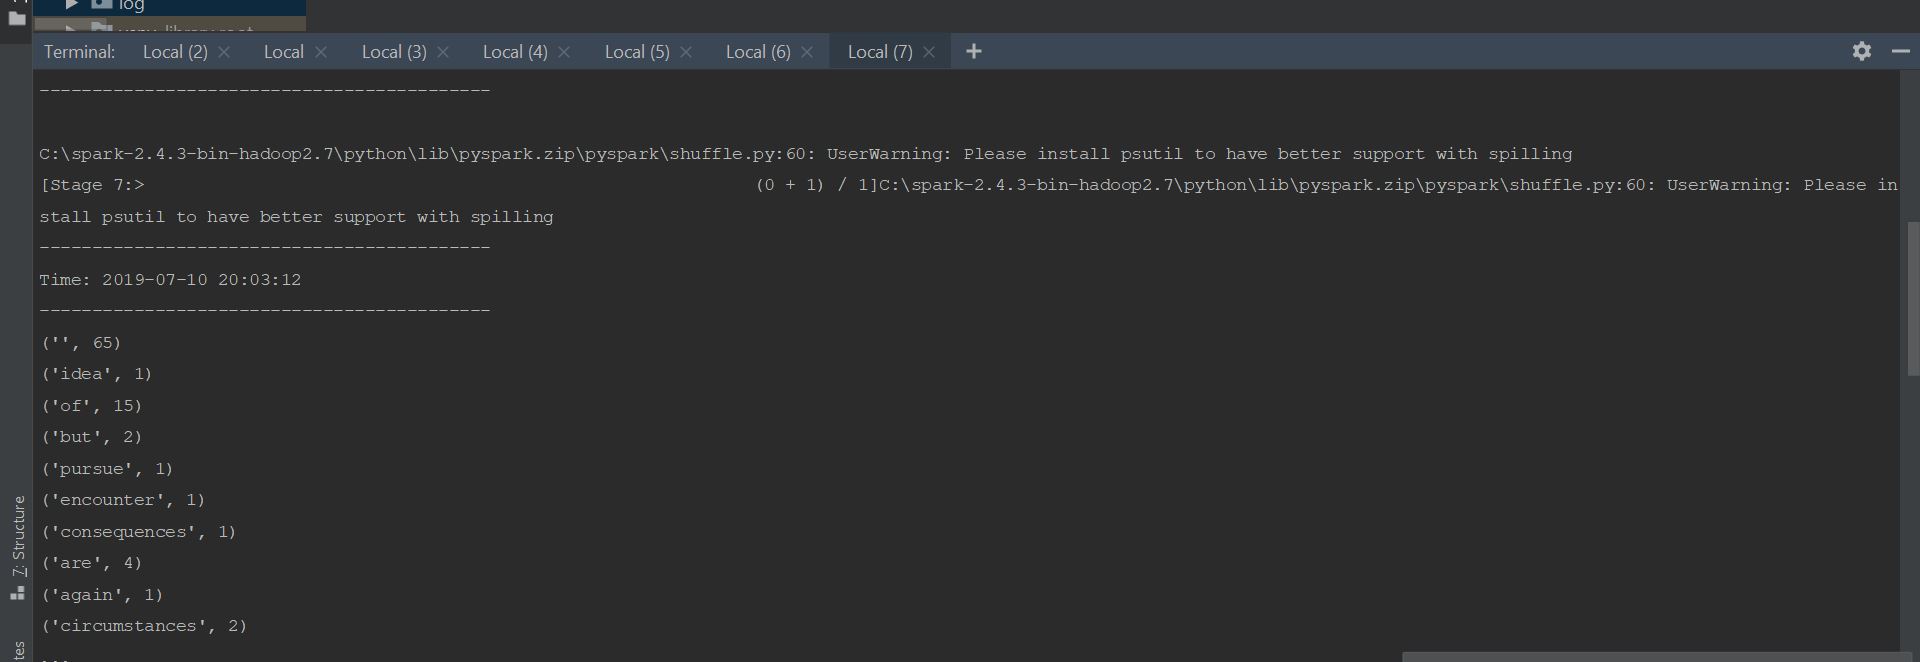 log
Terminal: Local (2) Local Local (3) Local (4) Local (5) Local (6) Local (7)
-------------------------------------------
C:\spark-2.4.3-bin-hadoop2.7\python\lib\pyspark.zip\pyspark\shuffle.py:60: UserWarning: Please install psutil to have better support with spilling
[Stage 7:> (0 + 1) / 1]C:\spark-2.4.3-bin-hadoop2.7\python\lib\pyspark.zip\pyspark\shuffle.py:60: UserWarning: Please in
stall psutil to have better support with spilling
-------------------------------------------
Time: 2019-07-10 20:03:12
-------------------------------------------
('', 65)
('idea', 1)
('of', 15)
('but', 2)
('pursue', 1)
('encounter', 1)
('consequences', 1)
('are', 4)
('again', 1)
('circumstances', 2)
...
7: Structure
tes